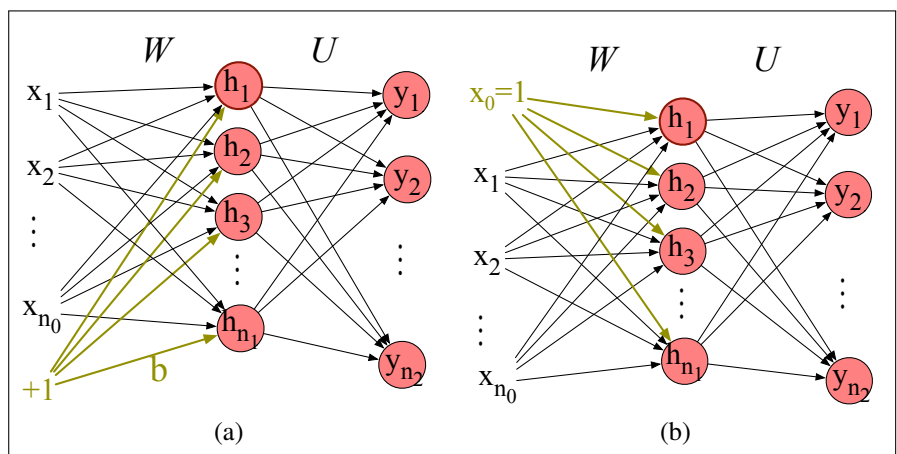 W U
x₁ h₁ y₁
x₂ h₂ y₂
⋮ h₃ ⋮
xₙ₀ ⋮
hₙ₁ yₙ₂
+1 b
(a)
W U
x₀=1 h₁ y₁
x₁ h₂ y₂
x₂ h₃
⋮ ⋮ ⋮
xₙ₀ hₙ₁ yₙ₂
(b)